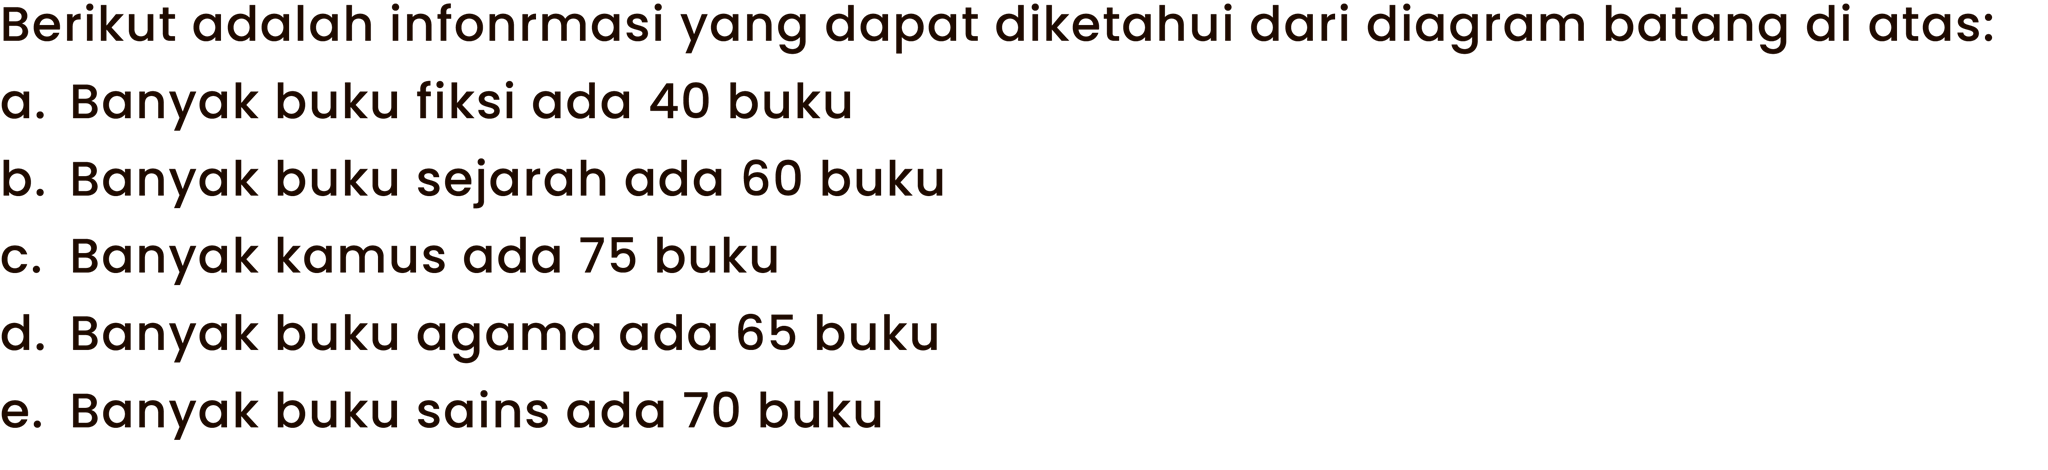 Berikut adalah infonrmasi yang dapat diketahui dari diagram batang di atas:
a. Banyak buku fiksi ada 40 buku
b. Banyak buku sejarah ada 60 buku
c. Banyak kamus ada 75 buku
d. Banyak buku agama ada 65 buku
e. Banyak buku sains ada 70 buku